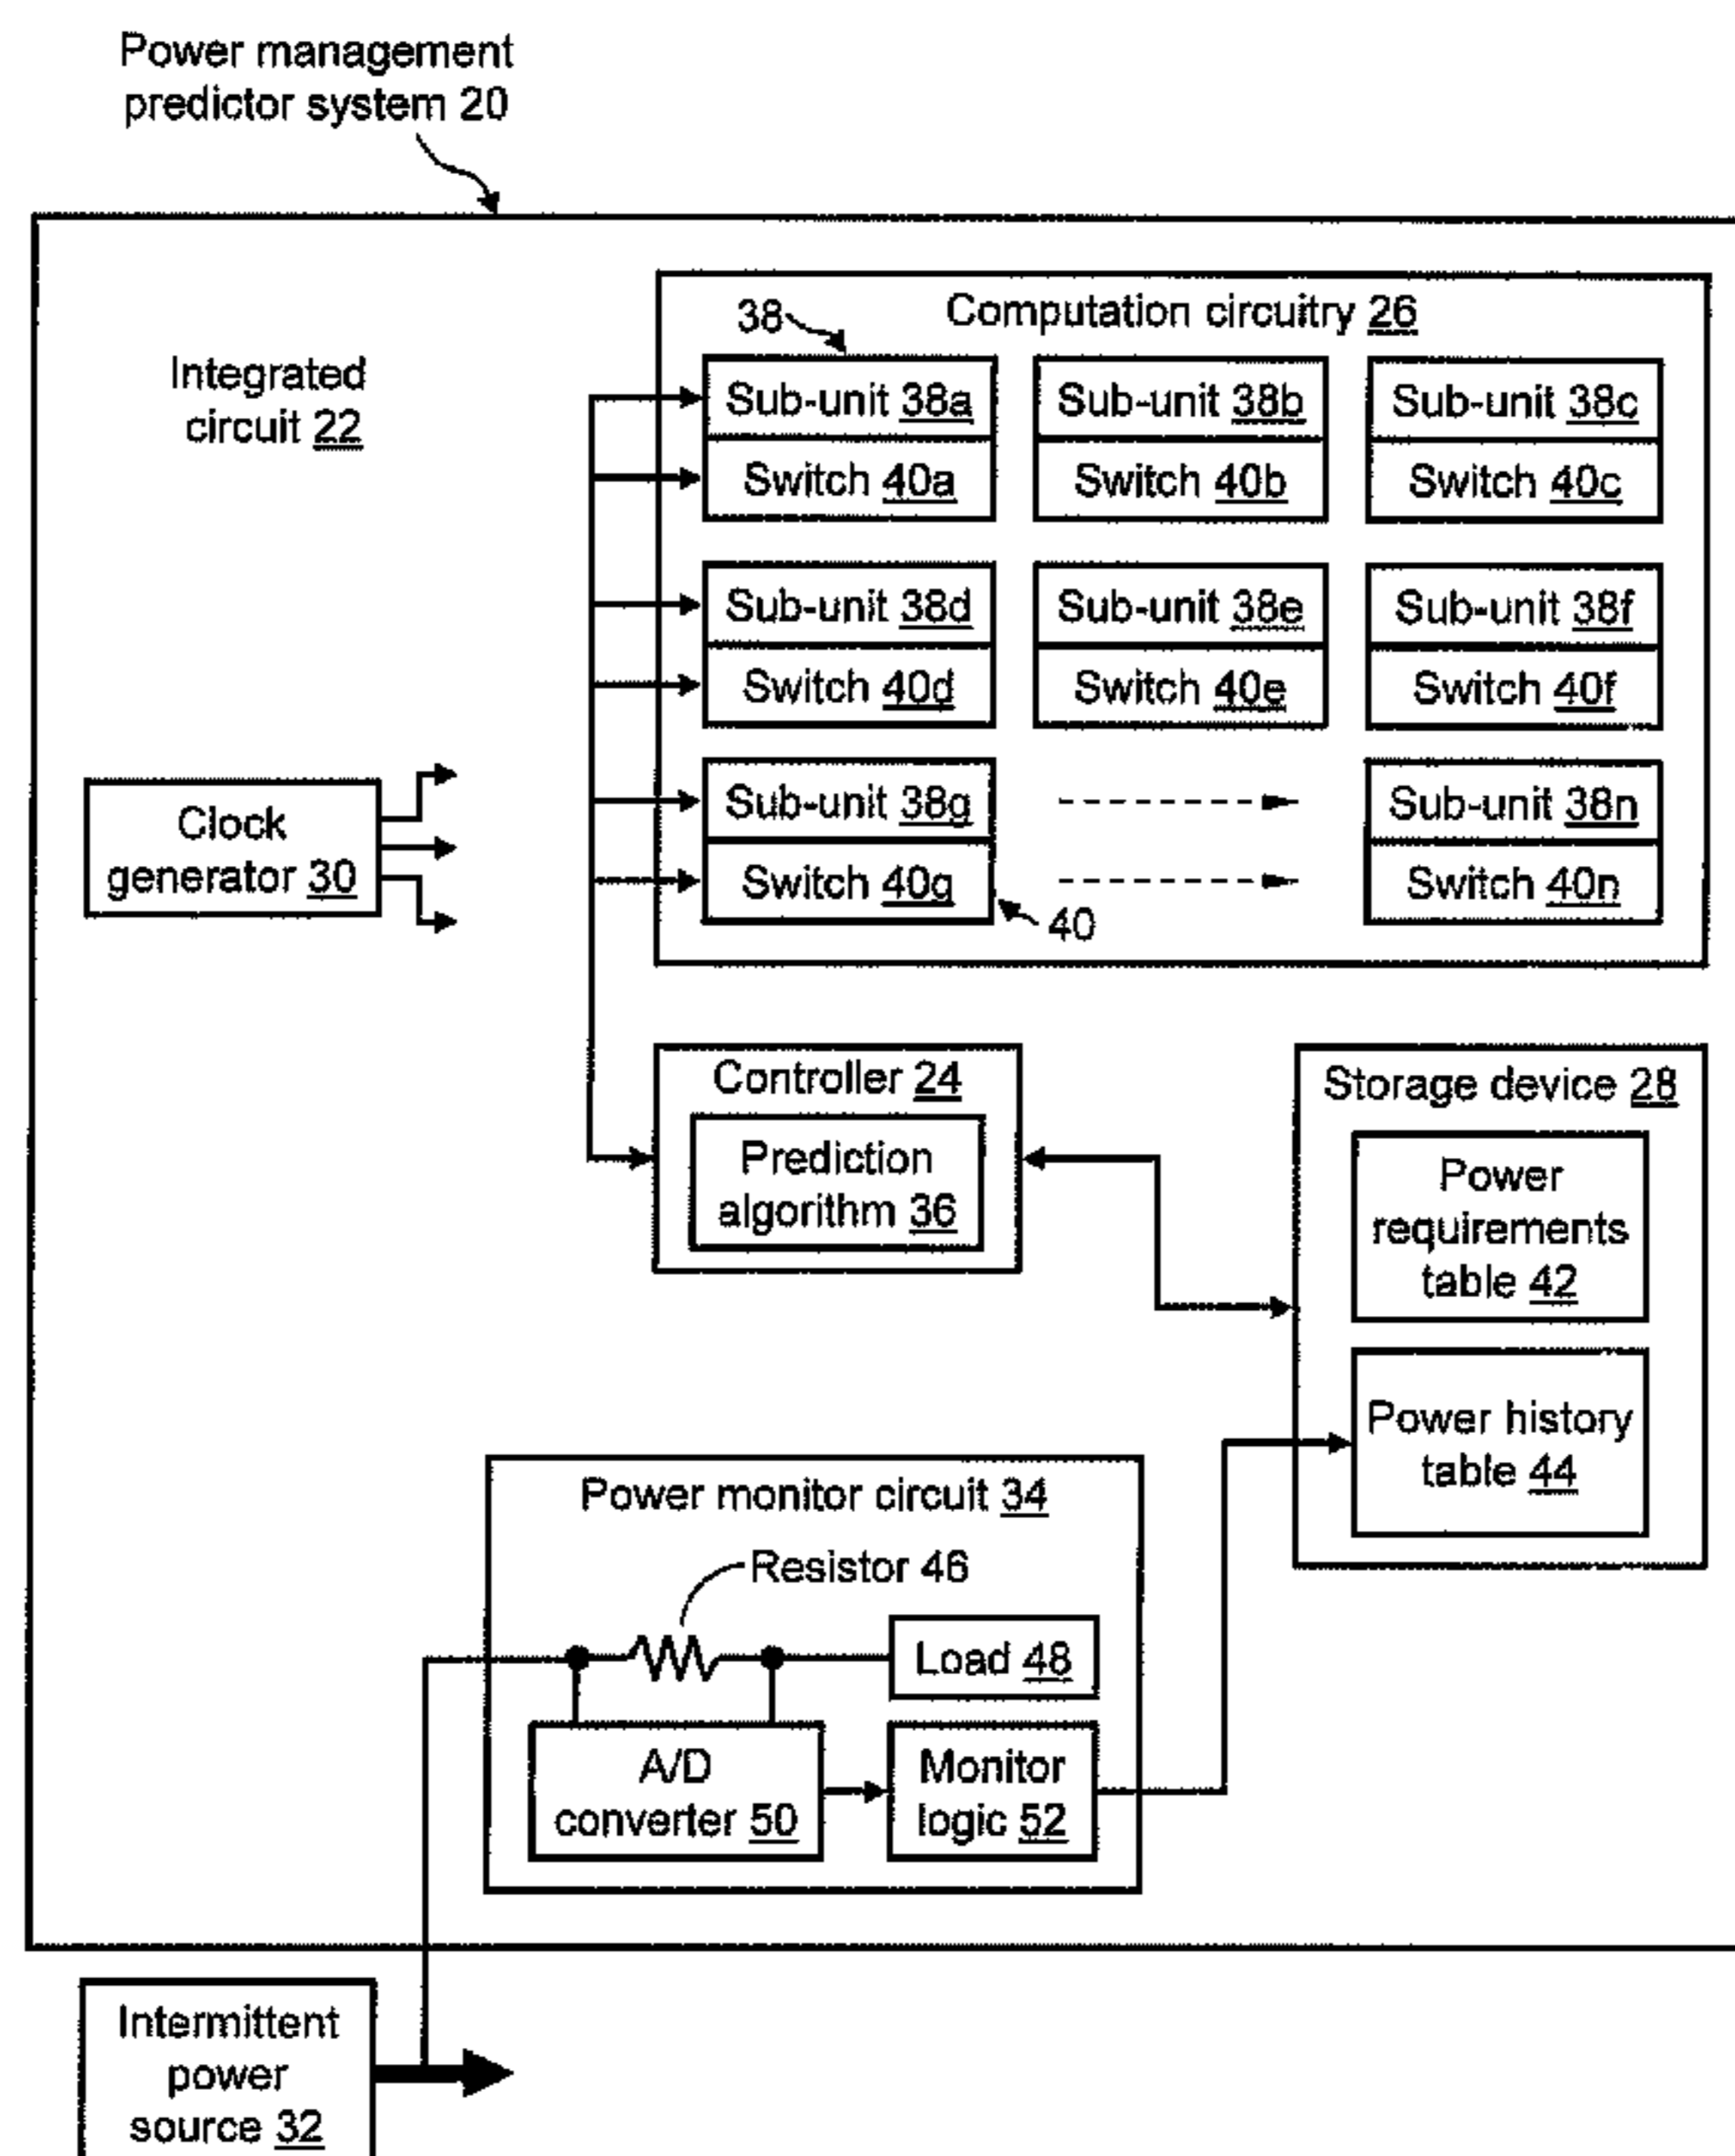 Power management
predictor system 20
Integrated
circuit 22
Computation circuitry 26
38
Sub-unit 38a
Switch 40a
Sub-unit 38b
Switch 40b
Sub-unit 38c
Switch 40c
Sub-unit 38d
Switch 40d
Sub-unit 38e
Switch 40e
Sub-unit 38f
Switch 40f
Sub-unit 38g
Switch 40g
Sub-unit 38n
Switch 40n
40
Clock
generator 30
Controller 24
Prediction
algorithm 36
Storage device 28
Power
requirements
table 42
Power history
table 44
Power monitor circuit 34
Resistor 46
Load 48
A/D
converter 50
Monitor
logic 52
Intermittent
power
source 32